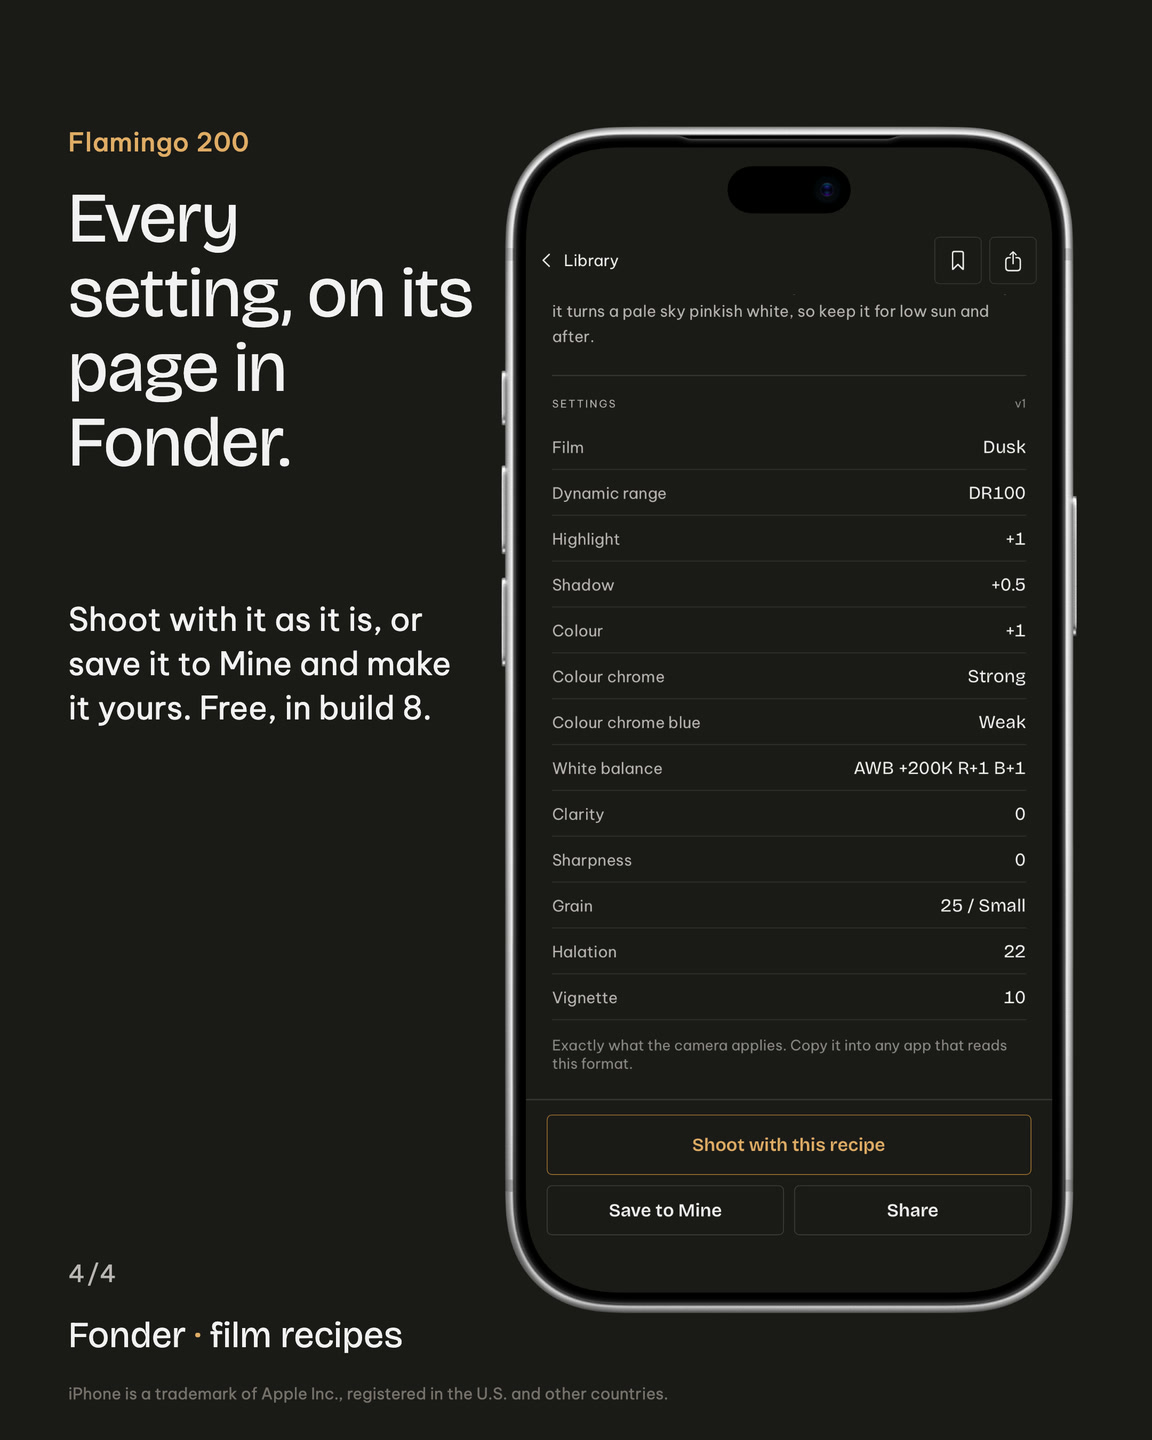 Flamingo 200
Every
setting, on its
page in
Fonder.
Shoot with it as it is, or
save it to Mine and make
it yours. Free, in build 8.
4/4
Fonder · film recipes
iPhone is a trademark of Apple Inc., registered in the U.S. and other countries.
Library
it turns a pale sky pinkish white, so keep it for low sun and
after.
SETTINGS v1
Film Dusk
Dynamic range DR100
Highlight +1
Shadow +0.5
Colour +1
Colour chrome Strong
Colour chrome blue Weak
White balance AWB +200K R+1 B+1
Clarity 0
Sharpness 0
Grain 25 / Small
Halation 22
Vignette 10
Exactly what the camera applies. Copy it into any app that reads
this format.
Shoot with this recipe
Save to Mine Share